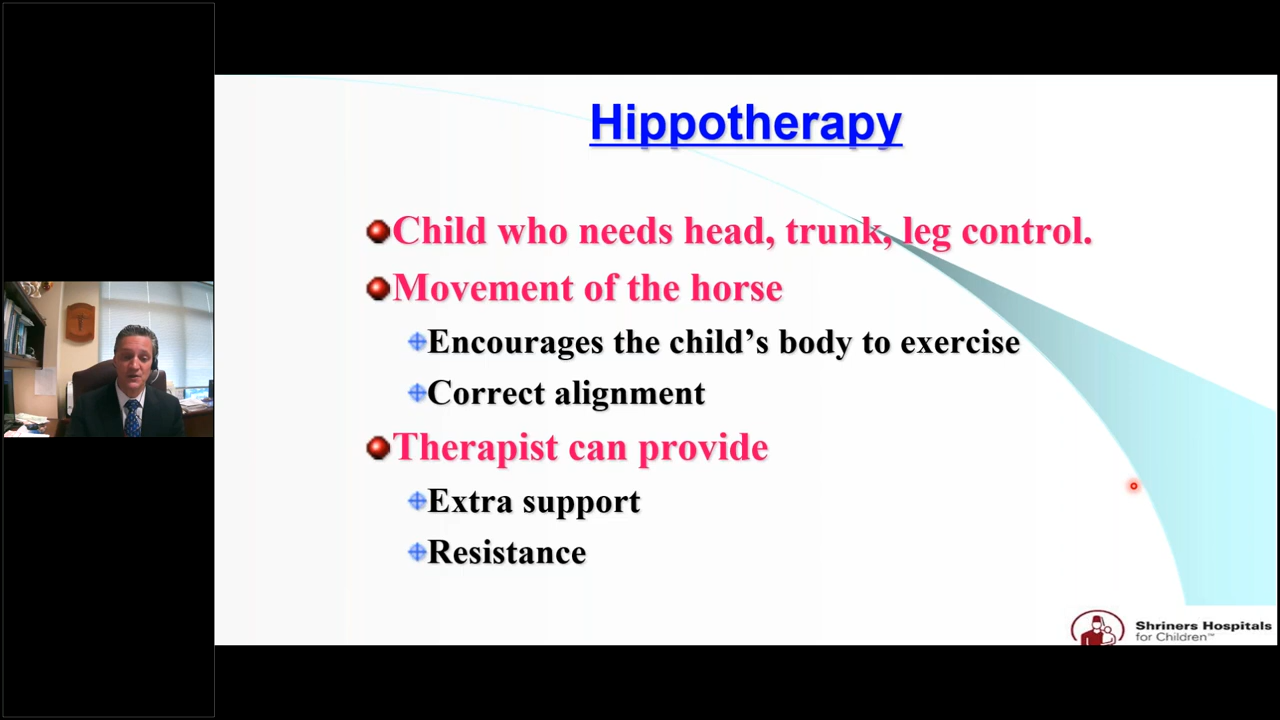 Hippotherapy
Child who needs head, trunk, leg control.
Movement of the horse
Encourages the child’s body to exercise
Correct alignment
Therapist can provide
Extra support
Resistance
Shriners Hospitals
for Children™